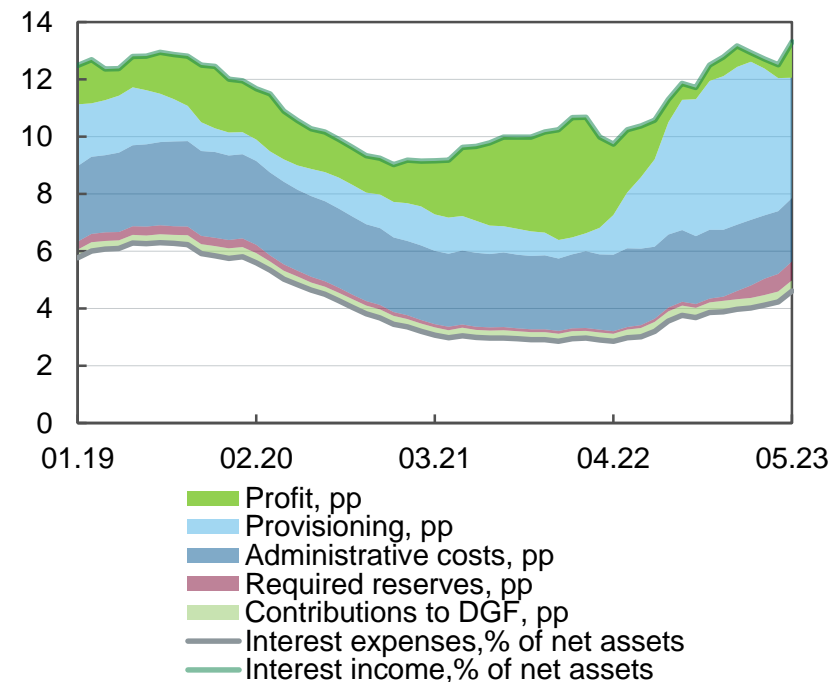 14
12
10
8
6
4
2
0
01.19 02.20 03.21 04.22 05.23
Profit, pp
Provisioning, pp
Administrative costs, pp
Required reserves, pp
Contributions to DGF, pp
Interest expenses,% of net assets
Interest income,% of net assets